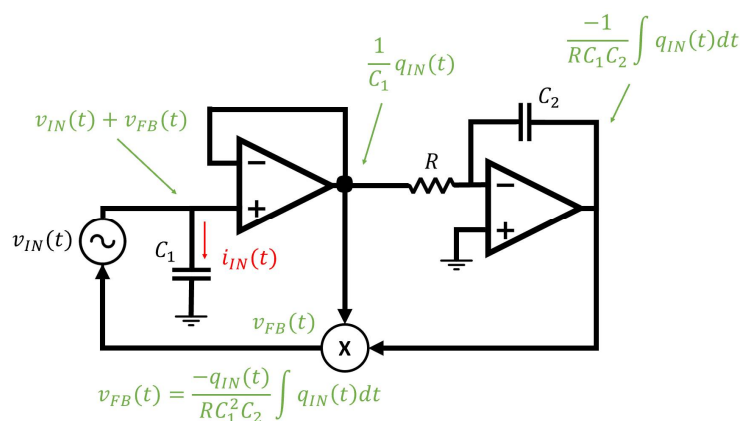 1/C₁ q_IN(t)
-1/RC₁C₂ ∫ q_IN(t)dt
v_IN(t) + v_FB(t)
C₂
R
−
+
−
+
v_IN(t)
C₁
i_IN(t)
v_FB(t)
X
v_FB(t) = -q_IN(t)/RC₁²C₂ ∫ q_IN(t)dt